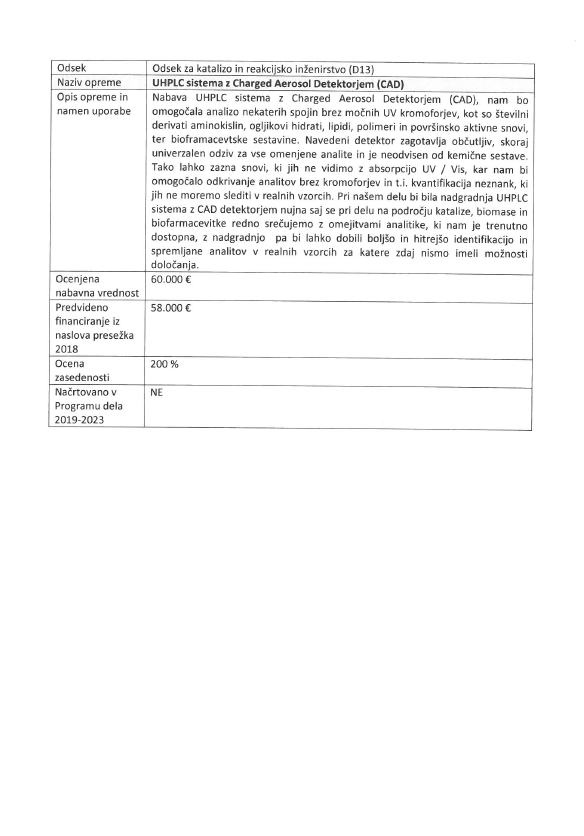 Odsek Odsek za katalizo in reakcijsko inženirstvo (D13)
Naziv opreme UHPLC sistema z Charged Aerosol Detektorjem (CAD)
Opis opreme in namen uporabe
Nabava UHPLC sistema z Charged Aerosol Detektorjem (CAD), nam bo
omogočala analizo nekaterih spojin brez močnih UV kromoforjev, kot so številni
derivati aminokislin, ogljikovi hidrati, lipidi, polimeri in površinsko aktivne snovi,
ter bioframacevtske sestavine. Navedeni detektor zagotavlja občutljiv, skoraj
univerzalen odziv za vse omenjene analite in je neodvisen od kemične sestave.
Tako lahko zazna snovi, ki jih ne vidimo z absorpcijo UV / Vis, kar nam bi
omogočalo odkrivanje analitov brez kromoforjev in t.i. kvantifikacija neznank, ki
jih ne moremo slediti v realnih vzorcih. Pri našem delu bi bila nadgradnja UHPLC
sistema z CAD detektorjem nujna saj se pri delu na področju katalize, biomase in
biofarmacevitke redno srečujemo z omejitvami analitike, ki nam je trenutno
dostopna, z nadgradnjo pa bi lahko dobili boljšo in hitrejšo identifikacijo in
spremljane analitov v realnih vzorcih za katere zdaj nismo imeli možnosti
določanja.
Ocenjena 60.000 €
nabavna vrednost
Predvideno 58.000 €
financiranje iz
naslova presežka
2018
Ocena 200 %
zasedenosti
Načrtovano v NE
Programu dela
2019-2023